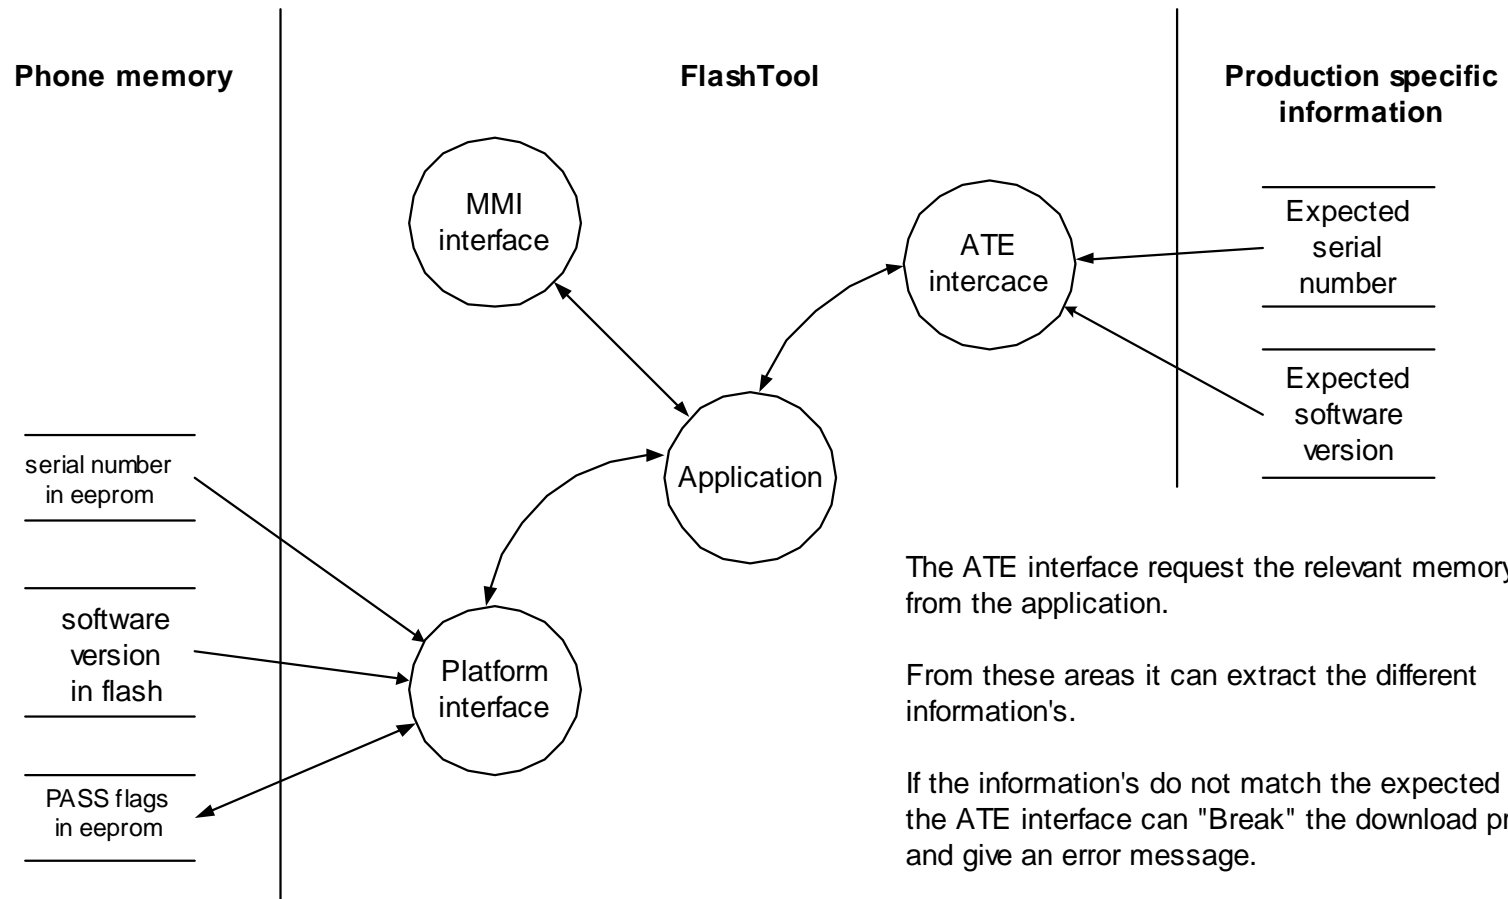 Phone memory
FlashTool
Production specific
information
MMI
interface
ATE
intercace
Expected
serial
number
Expected
software
version
serial number
in eeprom
Application
software
version
in flash
Platform
interface
PASS flags
in eeprom
The ATE interface request the relevant memory
from the application.
From these areas it can extract the different
information's.
If the information's do not match the expected
the ATE interface can "Break" the download
and give an error message.